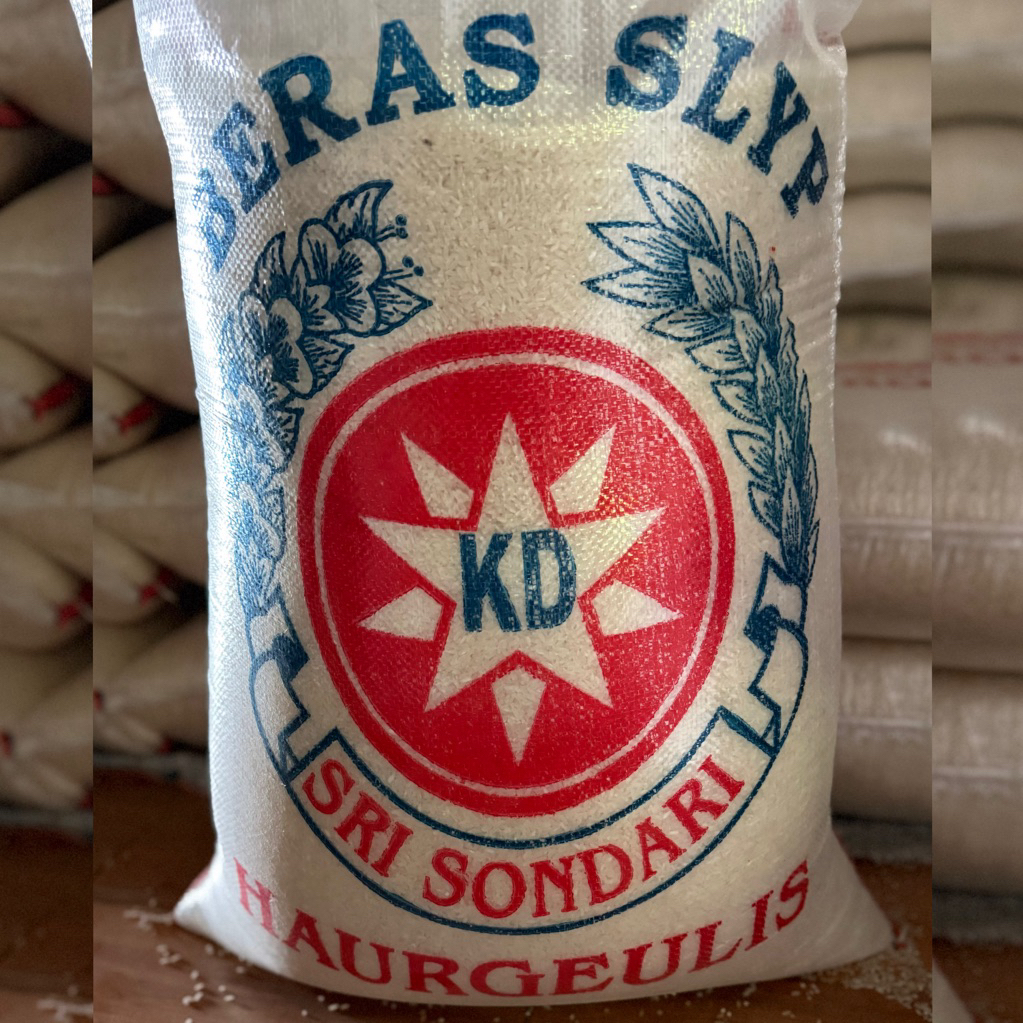 BERAS SLYP
KD
SRI SONDARI
HAURGEULIS